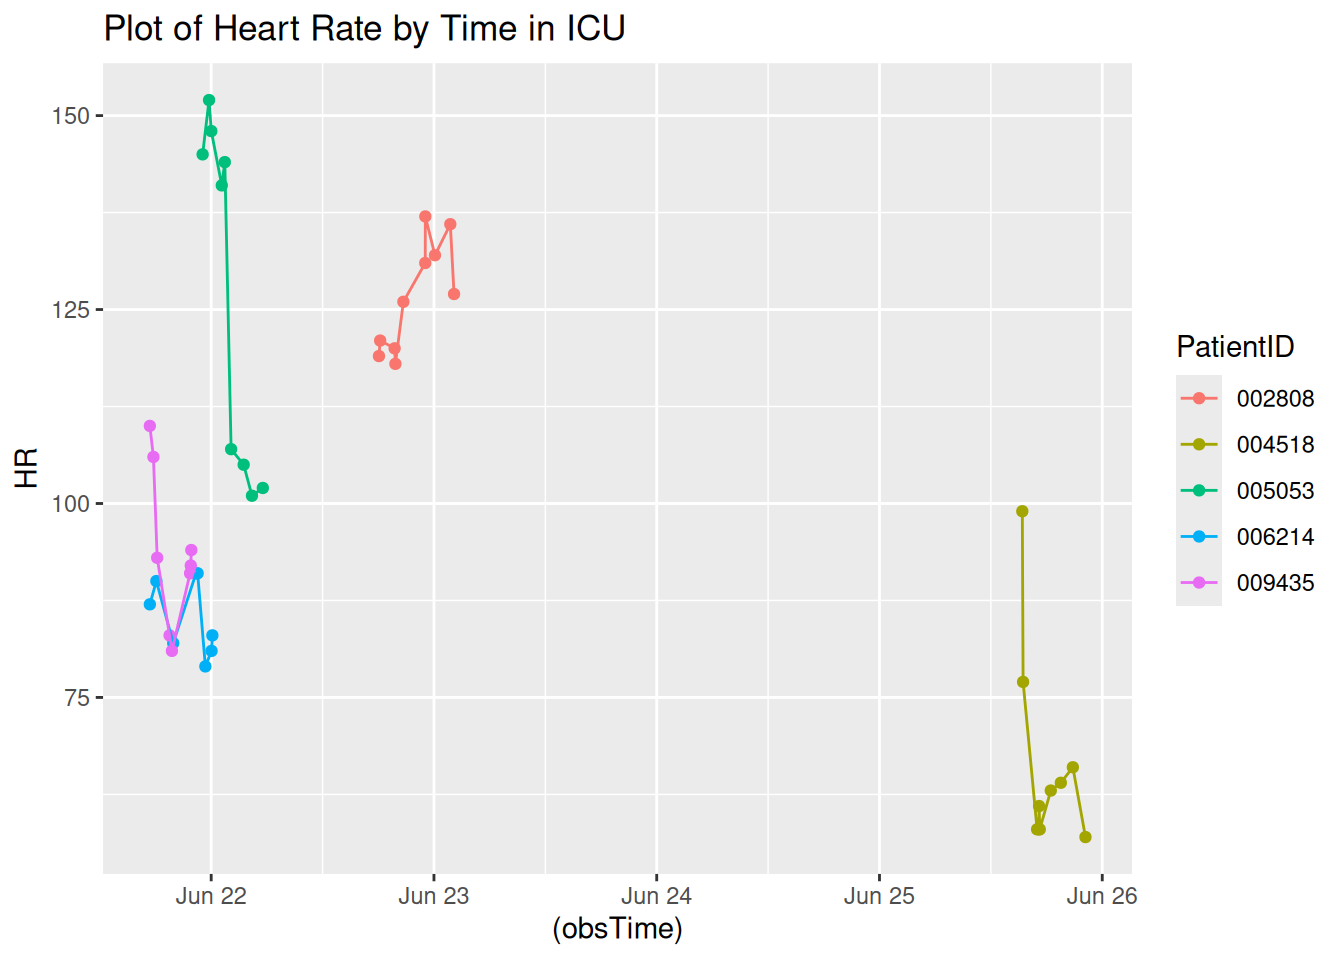 Plot of Heart Rate by Time in ICU
150
125
100
75
HR
Jun 22
Jun 23
Jun 24
Jun 25
Jun 26
(obsTime)
PatientID
002808
004518
005053
006214
009435